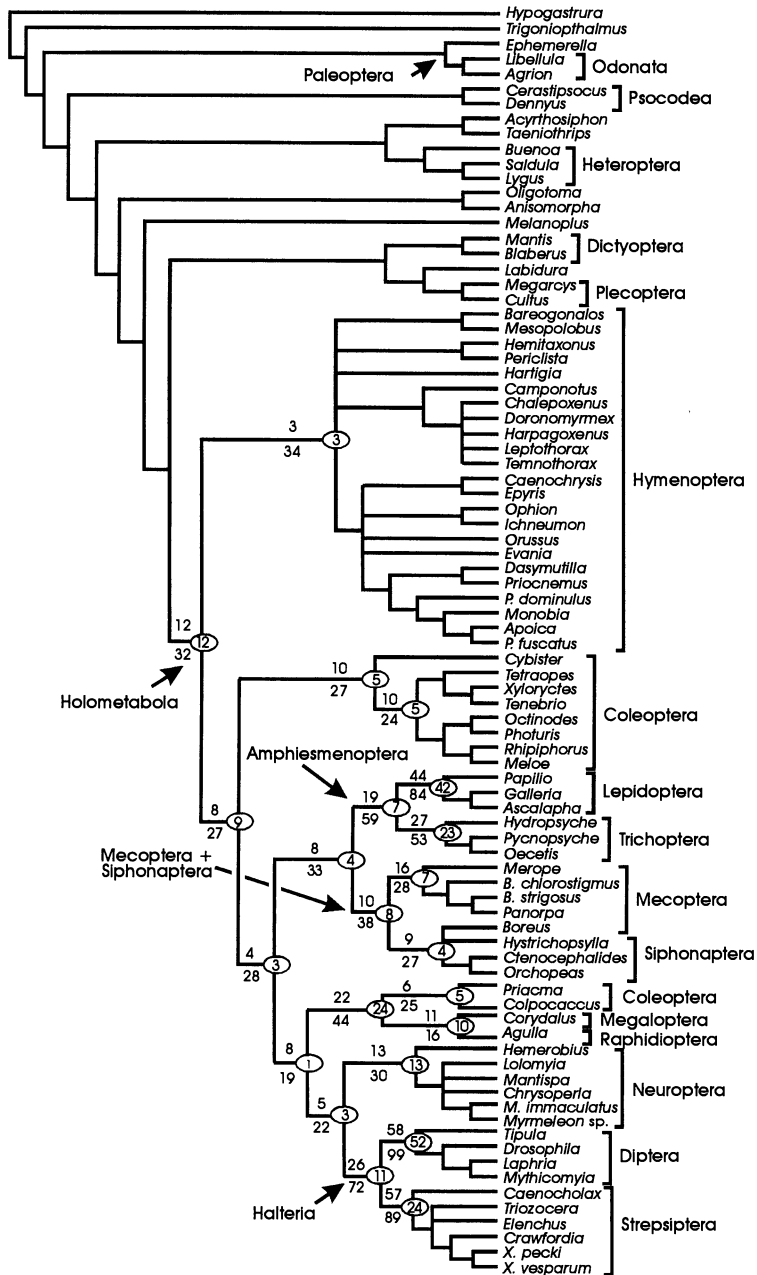 Hypogastrura
Trigoniopthalmus
Ephemerella
Libellula
Agrion
Paleoptera
Odonata
Cerastipsocus
Dennyus
Psocodea
Acyrthosiphon
Taeniothrips
Buenoa
Saldula
Lygus
Heteroptera
Oligotoma
Anisomorpha
Melanoplus
Mantis
Blaberus
Dictyoptera
Labidura
Megarcys
Cultus
Plecoptera
Bareogonalos
Mesopolobus
Hemitaxonus
Periclista
Hartigia
Camponotus
Chalepoxenus
Doronomyrmex
Harpagoxenus
Leptothorax
Temnothorax
3
34
3
Caenochrysis
Epyris
Hymenoptera
Ophion
Ichneumon
Orussus
Evania
Dasymutilla
Priocnemus
P. dominulus
Monobia
Apoica
P. fuscatus
12
32
12
Holometabola
Cybister
Tetraopes
Xyloryctes
Tenebrio
Octinodes
Photuris
Rhipiphorus
Meloe
Coleoptera
10
27
5
10
24
5
Amphiesmenoptera
Papilio
Galleria
Ascalapha
Lepidoptera
44
84
42
19
59
7
8
27
9
Hydropsyche
Pycnopsyche
Oecetis
Trichoptera
27
53
23
Mecoptera +
Siphonaptera
8
33
4
Merope
B. chlorostigmus
B. strigosus
Panorpa
Boreus
Mecoptera
16
28
7
10
38
8
Hystrichopsylla
Ctenocephalides
Orchopeas
Siphonaptera
9
27
4
4
28
3
Priacma
Colpocaccus
Coleoptera
6
25
5
22
44
24
Corydalus
Megaloptera
Agulla
Raphidioptera
11
16
10
8
19
1
Hemerobius
Lolomyia
Mantispa
Chrysoperla
M. immaculatus
Myrmeleon sp.
Neuroptera
13
30
13
5
22
3
Tipula
Drosophila
Laphria
Mythicomyia
Diptera
58
99
52
26
72
11
Halteria
Caenocholax
Triozocera
Elenchus
Crawfordia
X. pecki
X. vesparum
Strepsiptera
57
89
24